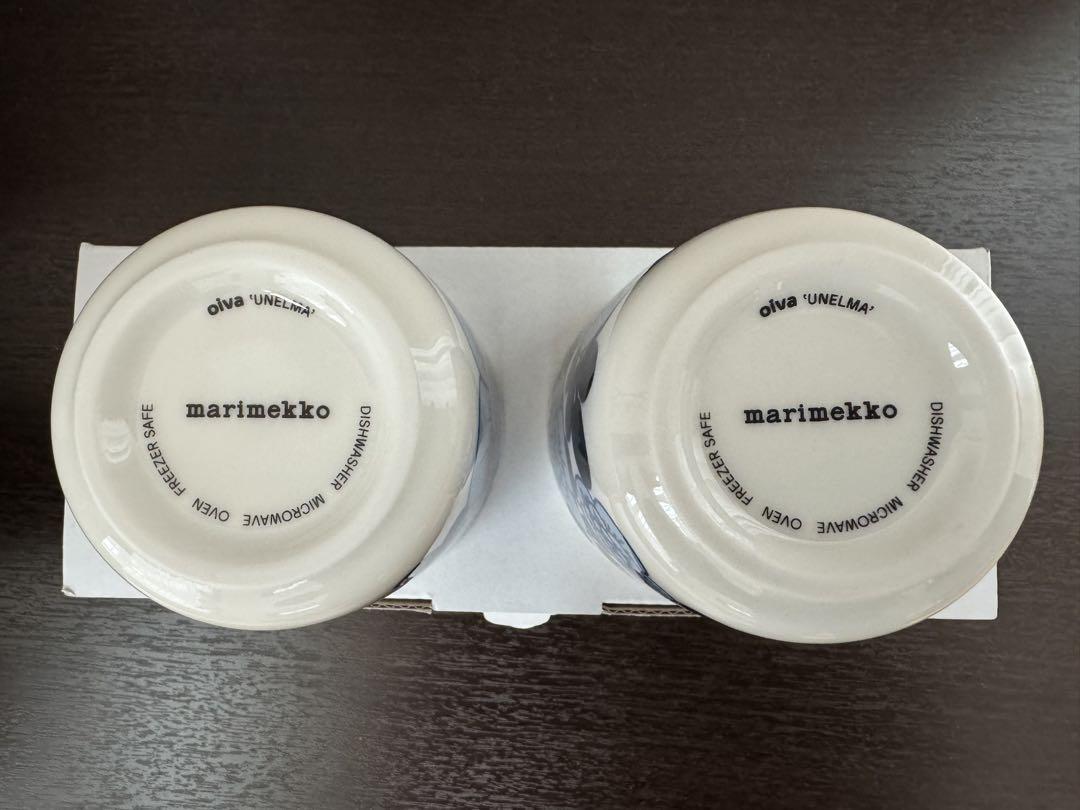 oiva ‘UNELMA’
marimekko
DISHWASHER MICROWAVE OVEN FREEZER SAFE
oiva ‘UNELMA’
marimekko
DISHWASHER MICROWAVE OVEN FREEZER SAFE